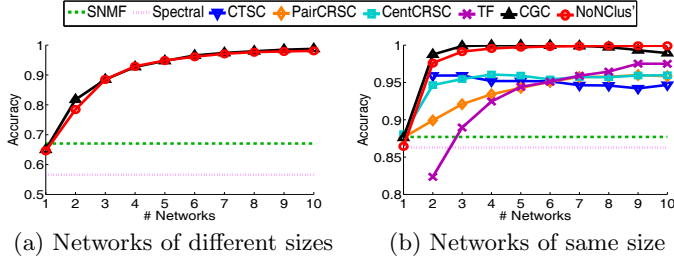 SNMF Spectral CTSC PairCRSC CentCRSC TF CGC NoNClus'
1
0.9
0.8
0.7
0.6
0.5
Accuracy
1 2 3 4 5 6 7 8 9 10
# Networks
(a) Networks of different sizes
1
0.95
0.9
0.85
0.8
Accuracy
1 2 3 4 5 6 7 8 9 10
# Networks
(b) Networks of same size